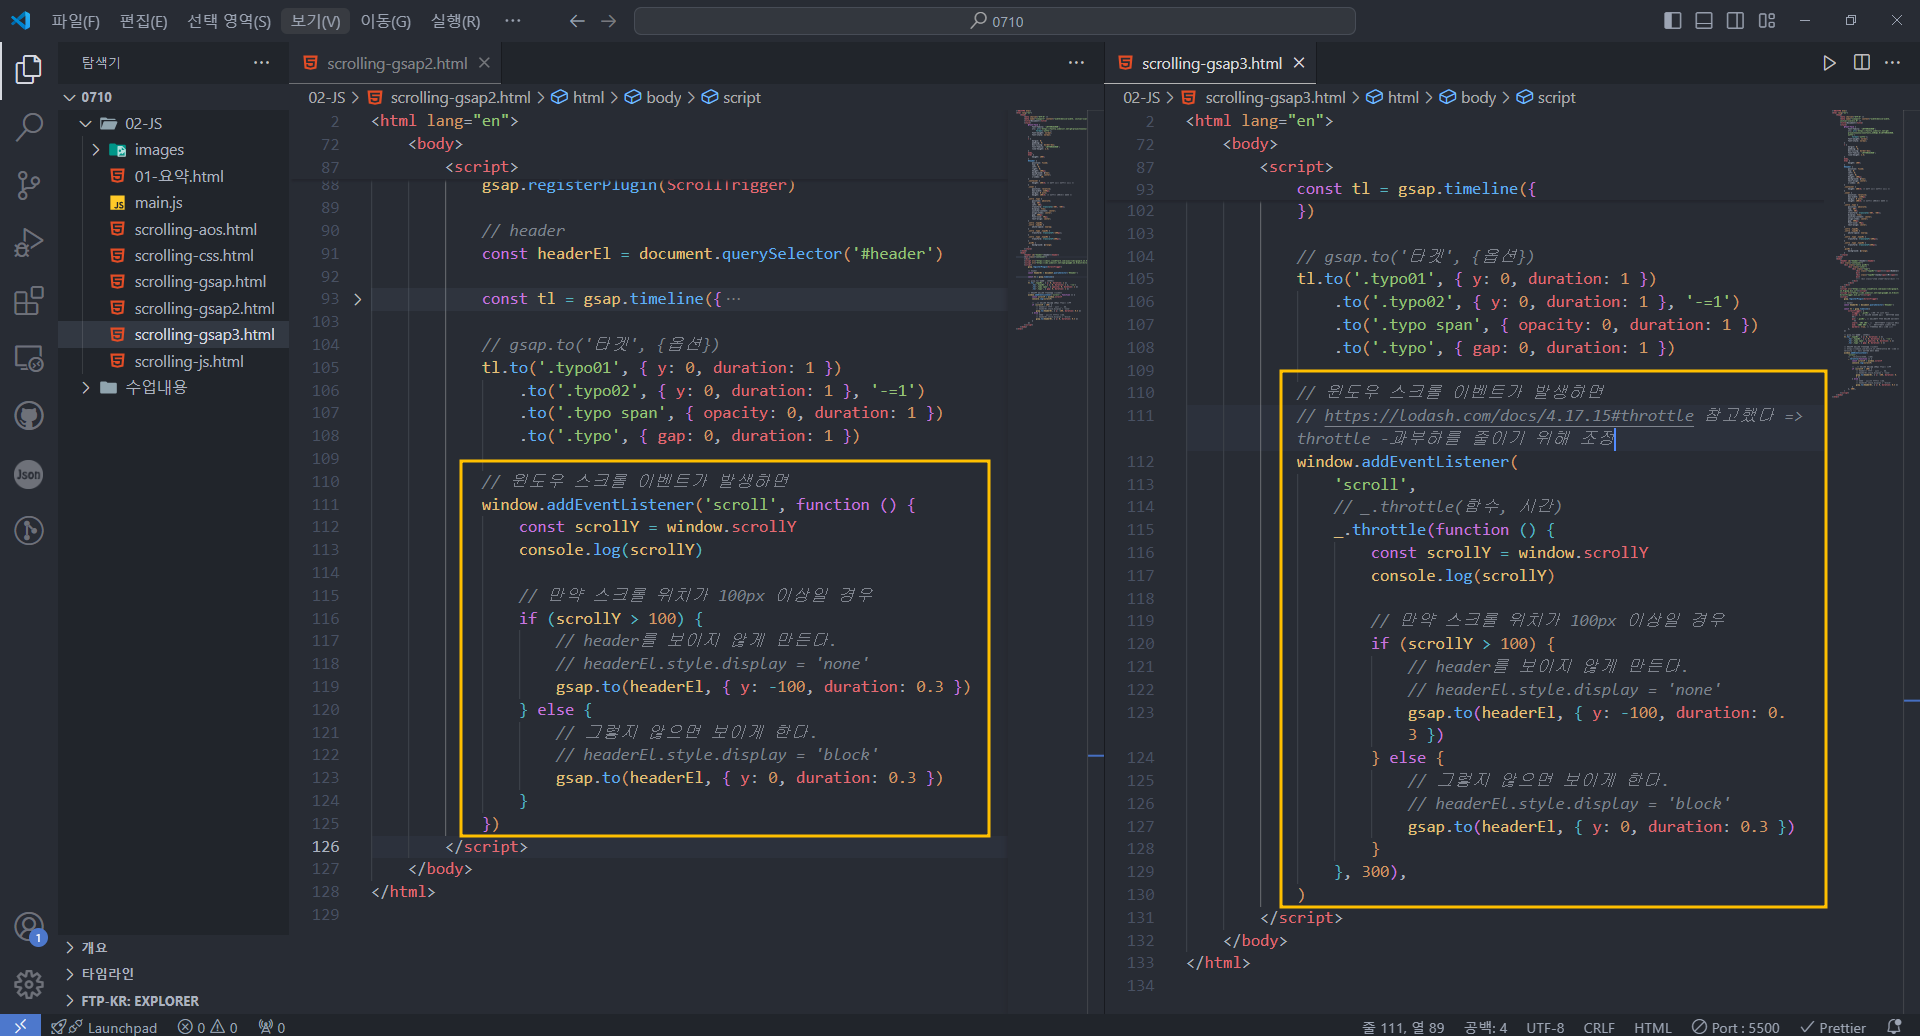 파일(F) 편집(E) 선택 영역(S) 보기(V) 이동(G) 실행(R) ··· 0710
탐색기 ···
0710
02-JS
images
01-요약.html
main.js
scrolling-aos.html
scrolling-css.html
scrolling-gsap.html
scrolling-gsap2.html
scrolling-gsap3.html
scrolling-js.html
수업내용
개요
타임라인
FTP-KR: EXPLORER
scrolling-gsap2.html
02-JS > scrolling-gsap2.html > html > body > script
2 <html lang="en">
72 <body>
87 <script>
88 gsap.registerPlugin(ScrollTrigger)
89
90 // header
91 const headerEl = document.querySelector('#header')
92
93 const tl = gsap.timeline({ ···
103
104 // gsap.to('타겟', {옵션})
105 tl.to('.typo01', { y: 0, duration: 1 })
106 .to('.typo02', { y: 0, duration: 1 }, '-=1')
107 .to('.typo span', { opacity: 0, duration: 1 })
108 .to('.typo', { gap: 0, duration: 1 })
109
110 // 윈도우 스크롤 이벤트가 발생하면
111 window.addEventListener('scroll', function () {
112 const scrollY = window.scrollY
113 console.log(scrollY)
114
115 // 만약 스크롤 위치가 100px 이상일 경우
116 if (scrollY > 100) {
117 // header를 보이지 않게 만든다.
118 // headerEl.style.display = 'none'
119 gsap.to(headerEl, { y: -100, duration: 0.3 })
120 } else {
121 // 그렇지 않으면 보이게 한다.
122 // headerEl.style.display = 'block'
123 gsap.to(headerEl, { y: 0, duration: 0.3 })
124 }
125 })
126 </script>
127 </body>
128 </html>
129
scrolling-gsap3.html
02-JS > scrolling-gsap3.html > html > body > script
2 <html lang="en">
72 <body>
87 <script>
93 const tl = gsap.timeline({
102 })
103
104 // gsap.to('타겟', {옵션})
105 tl.to('.typo01', { y: 0, duration: 1 })
106 .to('.typo02', { y: 0, duration: 1 }, '-=1')
107 .to('.typo span', { opacity: 0, duration: 1 })
108 .to('.typo', { gap: 0, duration: 1 })
109
110 // 윈도우 스크롤 이벤트가 발생하면
111 // https://lodash.com/docs/4.17.15#throttle 참고했다 =>
throttle -과부하를 줄이기 위해 조정
112 window.addEventListener(
113 'scroll',
114 // _.throttle(함수, 시간)
115 _.throttle(function () {
116 const scrollY = window.scrollY
117 console.log(scrollY)
118
119 // 만약 스크롤 위치가 100px 이상일 경우
120 if (scrollY > 100) {
121 // header를 보이지 않게 만든다.
122 // headerEl.style.display = 'none'
123 gsap.to(headerEl, { y: -100, duration: 0.
3 })
124 } else {
125 // 그렇지 않으면 보이게 한다.
126 // headerEl.style.display = 'block'
127 gsap.to(headerEl, { y: 0, duration: 0.3 })
128 }
129 }, 300),
130 )
131 </script>
132 </body>
133 </html>
134
Json
1
Launchpad 0 0 0 줄 111, 열 89 공백: 4 UTF-8 CRLF HTML Port : 5500 Prettier